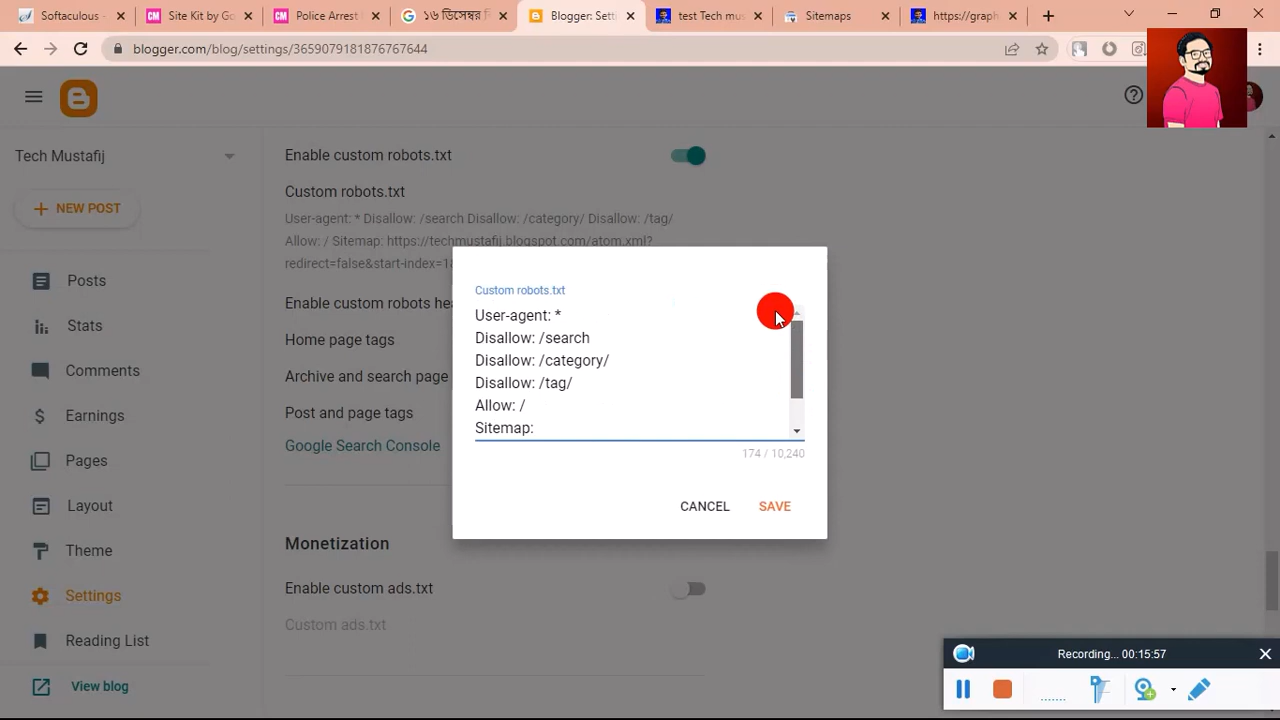 Softaculous -
Site Kit by Go
Police Arrest
১৬ ডিসেম্বর
Blogger: Setti
test Tech mus
Sitemaps
https://graph
blogger.com/blog/settings/3659079181876767644
Tech Mustafij
NEW POST
Posts
Stats
Comments
Earnings
Pages
Layout
Theme
Settings
Reading List
View blog
Enable custom robots.txt
Custom robots.txt
User-agent: * Disallow: /search Disallow: /category/ Disallow: /tag/
Allow: / Sitemap: https://techmustafij.blogspot.com/atom.xml?
redirect=false&start-index=1
Enable custom robots hea
Home page tags
Archive and search page
Post and page tags
Google Search Console
Monetization
Enable custom ads.txt
Custom ads.txt
Custom robots.txt
User-agent: *
Disallow: /search
Disallow: /category/
Disallow: /tag/
Allow: /
Sitemap:
174 / 10,240
CANCEL SAVE
Recording... 00:15:57